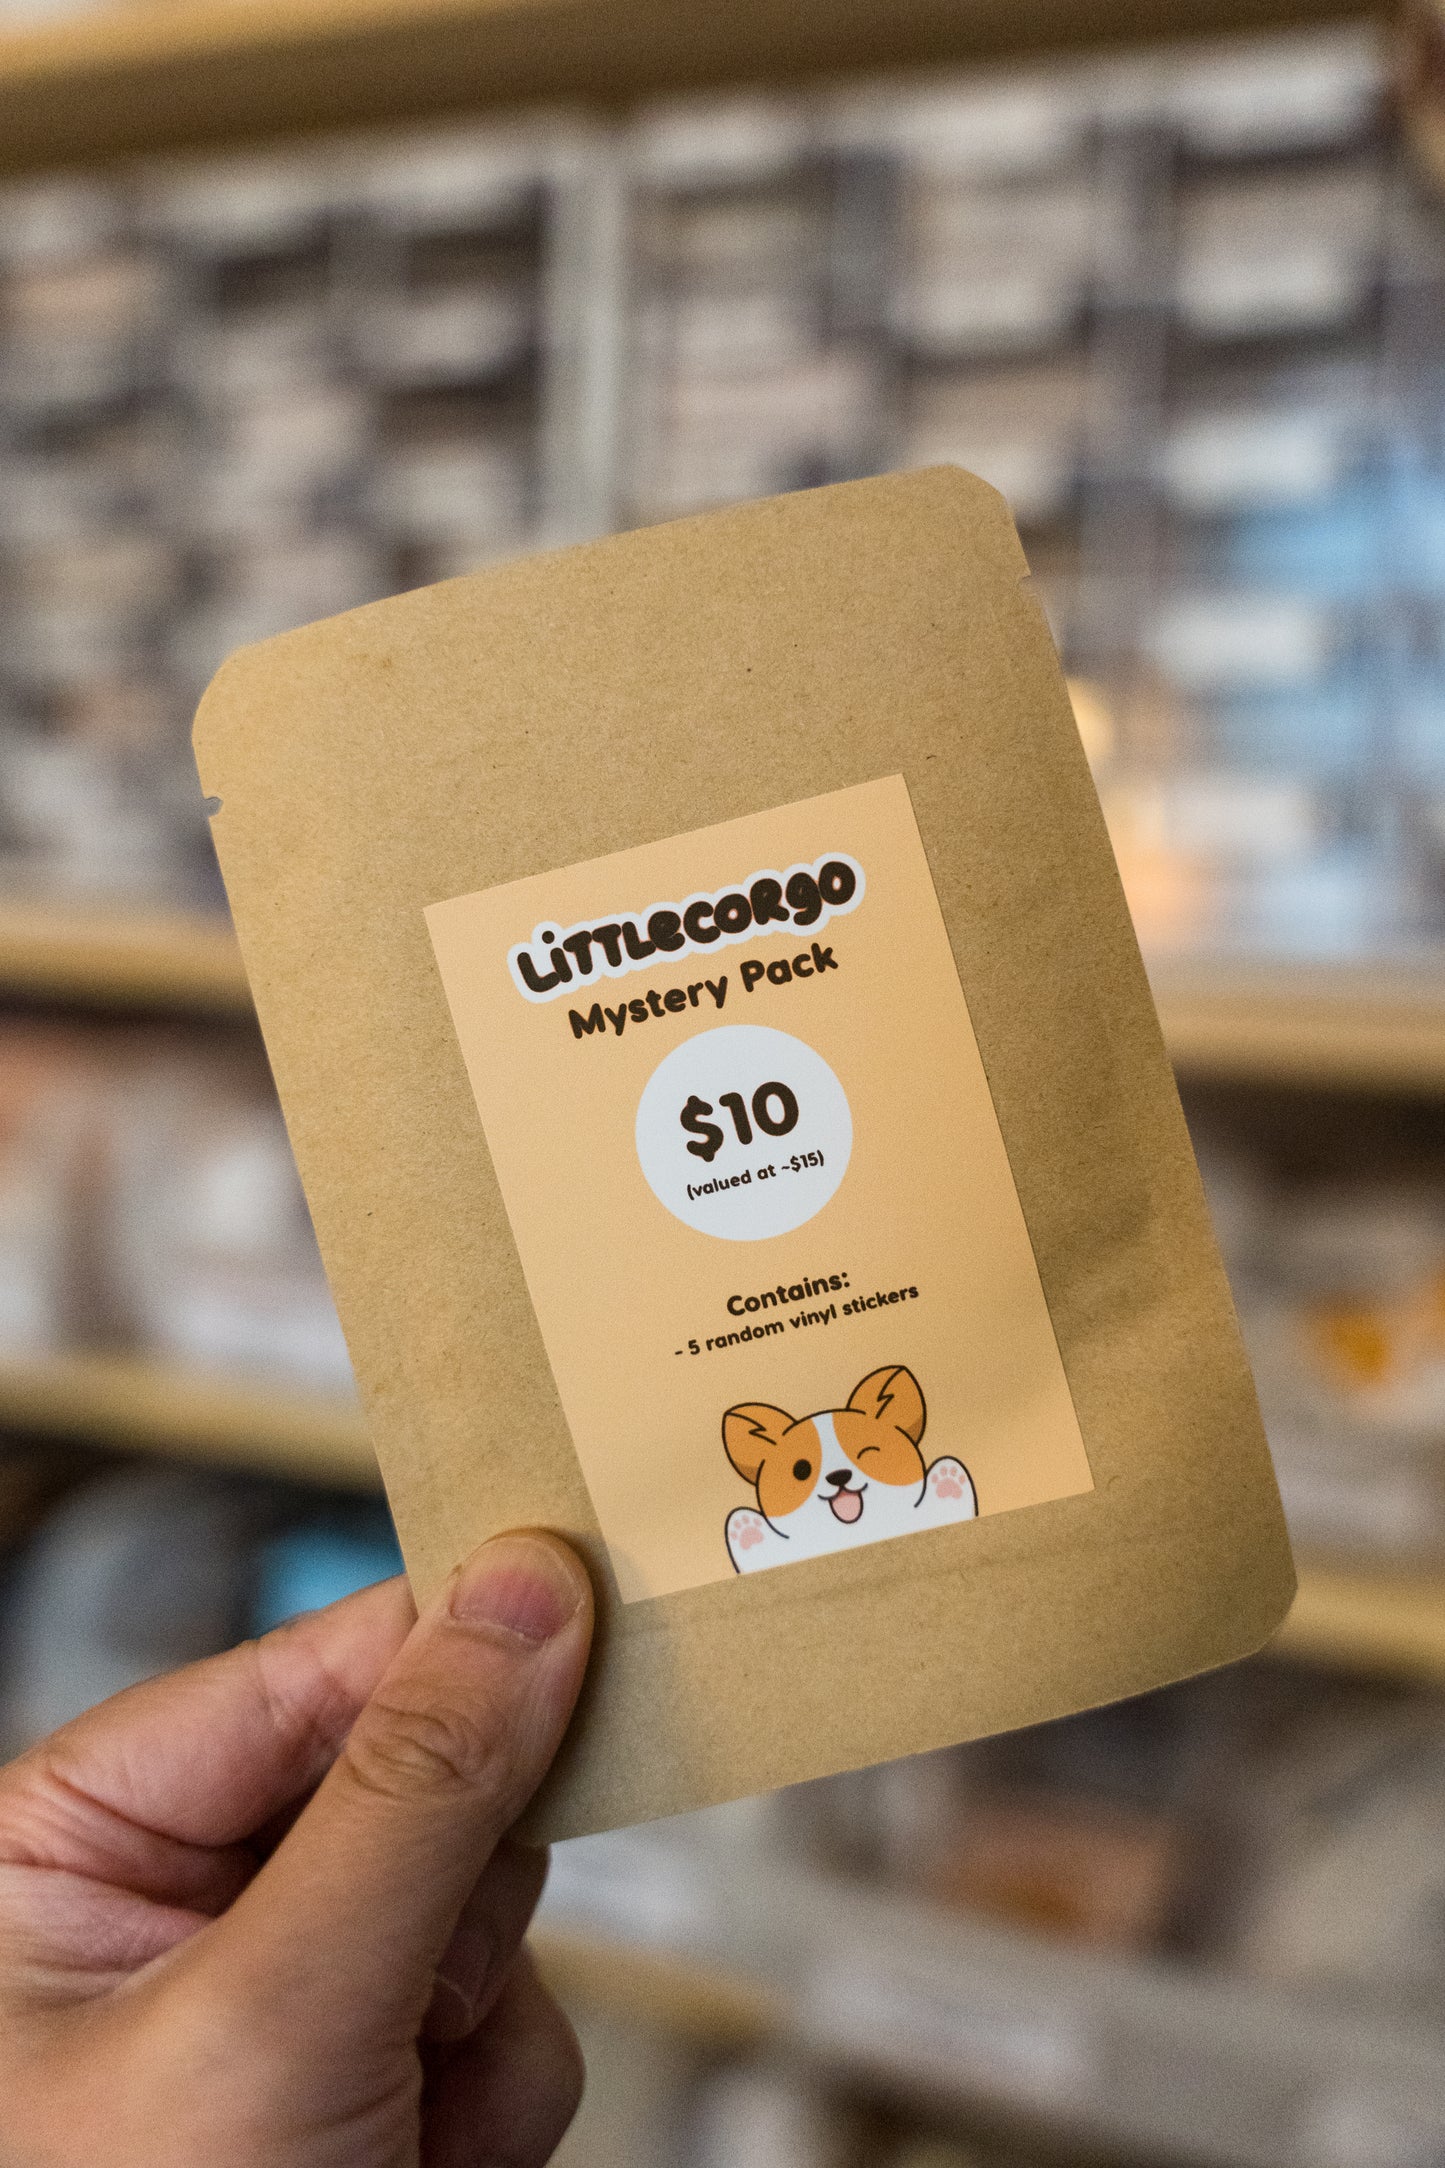 LiTTLeCoRgo
Mystery Pack
$10
(valued at ~$15)
Contains:
- 5 random vinyl stickers